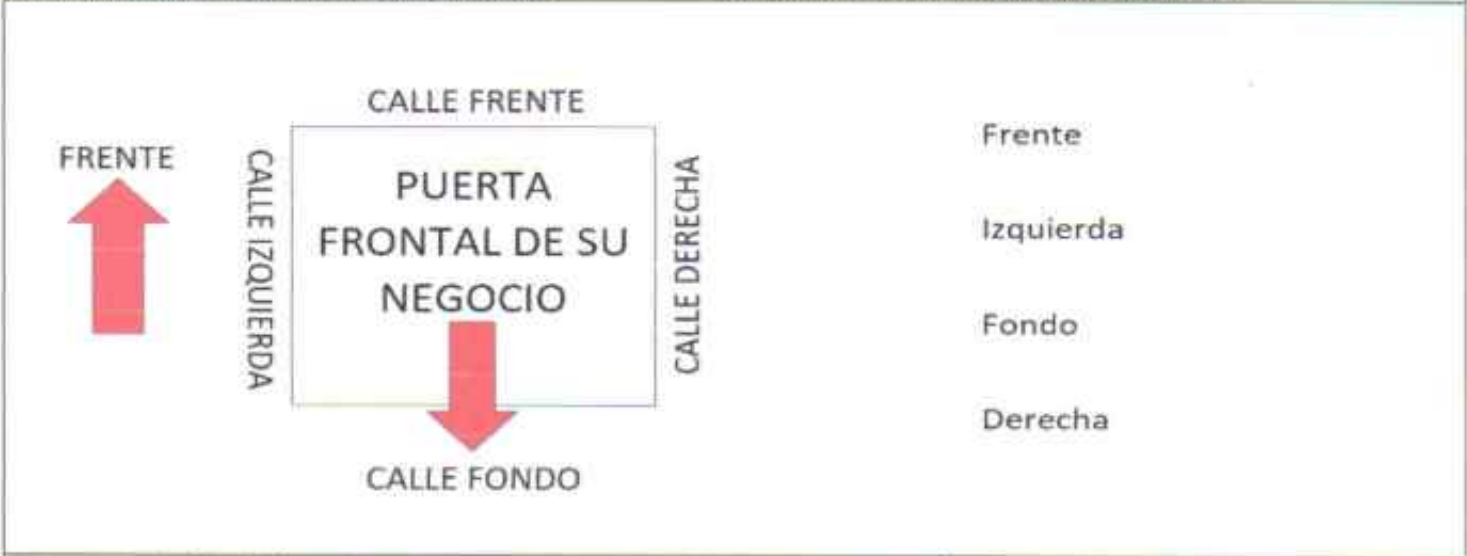 CALLE FRENTE
FRENTE
CALLE IZQUIERDA
PUERTA
FRONTAL DE SU
NEGOCIO
CALLE DERECHA
CALLE FONDO
Frente
Izquierda
Fondo
Derecha